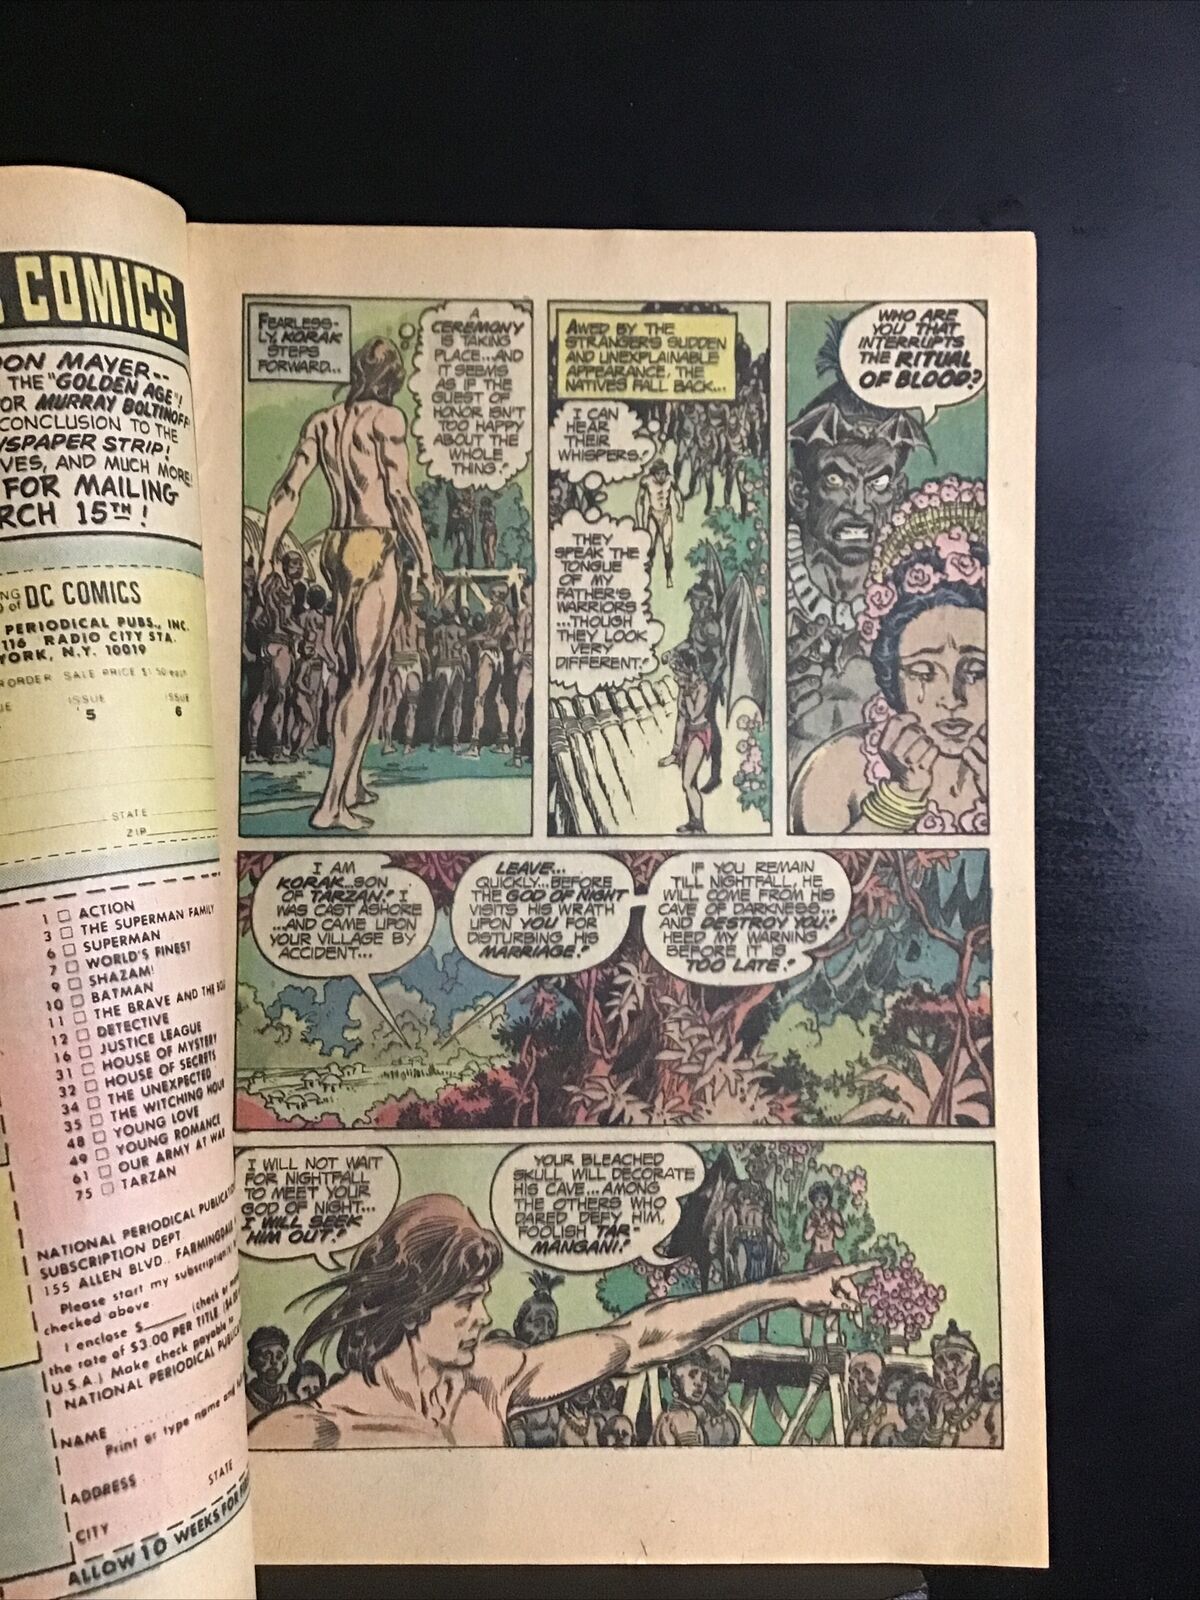 COMICS
DON MAYER--
THE "GOLDEN AGE"!
OR MURRAY BOLTINOFF
CONCLUSION TO THE
SPAPER STRIP!
VES, AND MUCH MORE!
FOR MAILING
RCH 15TH!
NG
of DC COMICS
PERIODICAL PUBS., INC.
116 RADIO CITY STA.
YORK, N.Y. 10019
ORDER SALE PRICE $1.50 each
UE ISSUE ISSUE
5 6
STATE
ZIP
1 ACTION
3 THE SUPERMAN FAMILY
6 SUPERMAN
7 WORLD'S FINEST
9 SHAZAM!
10 BATMAN
11 THE BRAVE AND THE BOLD
12 DETECTIVE
16 JUSTICE LEAGUE
31 HOUSE OF MYSTERY
32 HOUSE OF SECRETS
34 THE UNEXPECTED
35 THE WITCHING HOUR
48 YOUNG LOVE
49 YOUNG ROMANCE
61 OUR ARMY AT WAR
75 TARZAN
NATIONAL PERIODICAL PUBLICATIONS
SUBSCRIPTION DEPT.
155 ALLEN BLVD., FARMINGDALE
Please start my subscription(s)
checked above.
I enclose $ (check or
the rate of $3.00 PER TITLE
U.S.A.) Make check payable to
NATIONAL PERIODICAL
NAME
Print or type name and
ADDRESS
STATE
CITY
ALLOW 10 WEEKS FOR
FEARLESS-
LY, KORAK
STEPS
FORWARD...
A
CEREMONY
IS TAKING
PLACE...AND
IT SEEMS
AS IF THE
GUEST OF
HONOR ISN'T
TOO HAPPY
ABOUT THE
WHOLE
THING!
AWED BY THE
STRANGER'S SUDDEN
AND UNEXPLAINABLE
APPEARANCE, THE
NATIVES FALL BACK...
I CAN
HEAR
THEIR
WHISPERS!
THEY
SPEAK THE
TONGUE
OF MY
FATHER'S
WARRIORS
...THOUGH
THEY LOOK
VERY
DIFFERENT!
WHO ARE
YOU THAT
INTERRUPTS
THE RITUAL
OF BLOOD?
I AM
KORAK...SON
OF TARZAN! I
WAS CAST ASHORE
...AND CAME UPON
YOUR VILLAGE BY
ACCIDENT...
LEAVE...
QUICKLY...BEFORE
THE GOD OF NIGHT
VISITS HIS WRATH
UPON YOU FOR
DISTURBING HIS
MARRIAGE!
IF YOU REMAIN
TILL NIGHTFALL, HE
WILL COME FROM HIS
CAVE OF DARKNESS...
AND DESTROY YOU!
HEED MY WARNING
BEFORE IT IS
TOO LATE!
I WILL NOT WAIT
FOR NIGHTFALL
TO MEET YOUR
GOD OF NIGHT...
I WILL SEEK
HIM OUT!
YOUR BLEACHED
SKULL WILL DECORATE
HIS CAVE...AMONG
THE OTHERS WHO
DARED DEFY HIM,
FOOLISH TAR-
MANGANI!